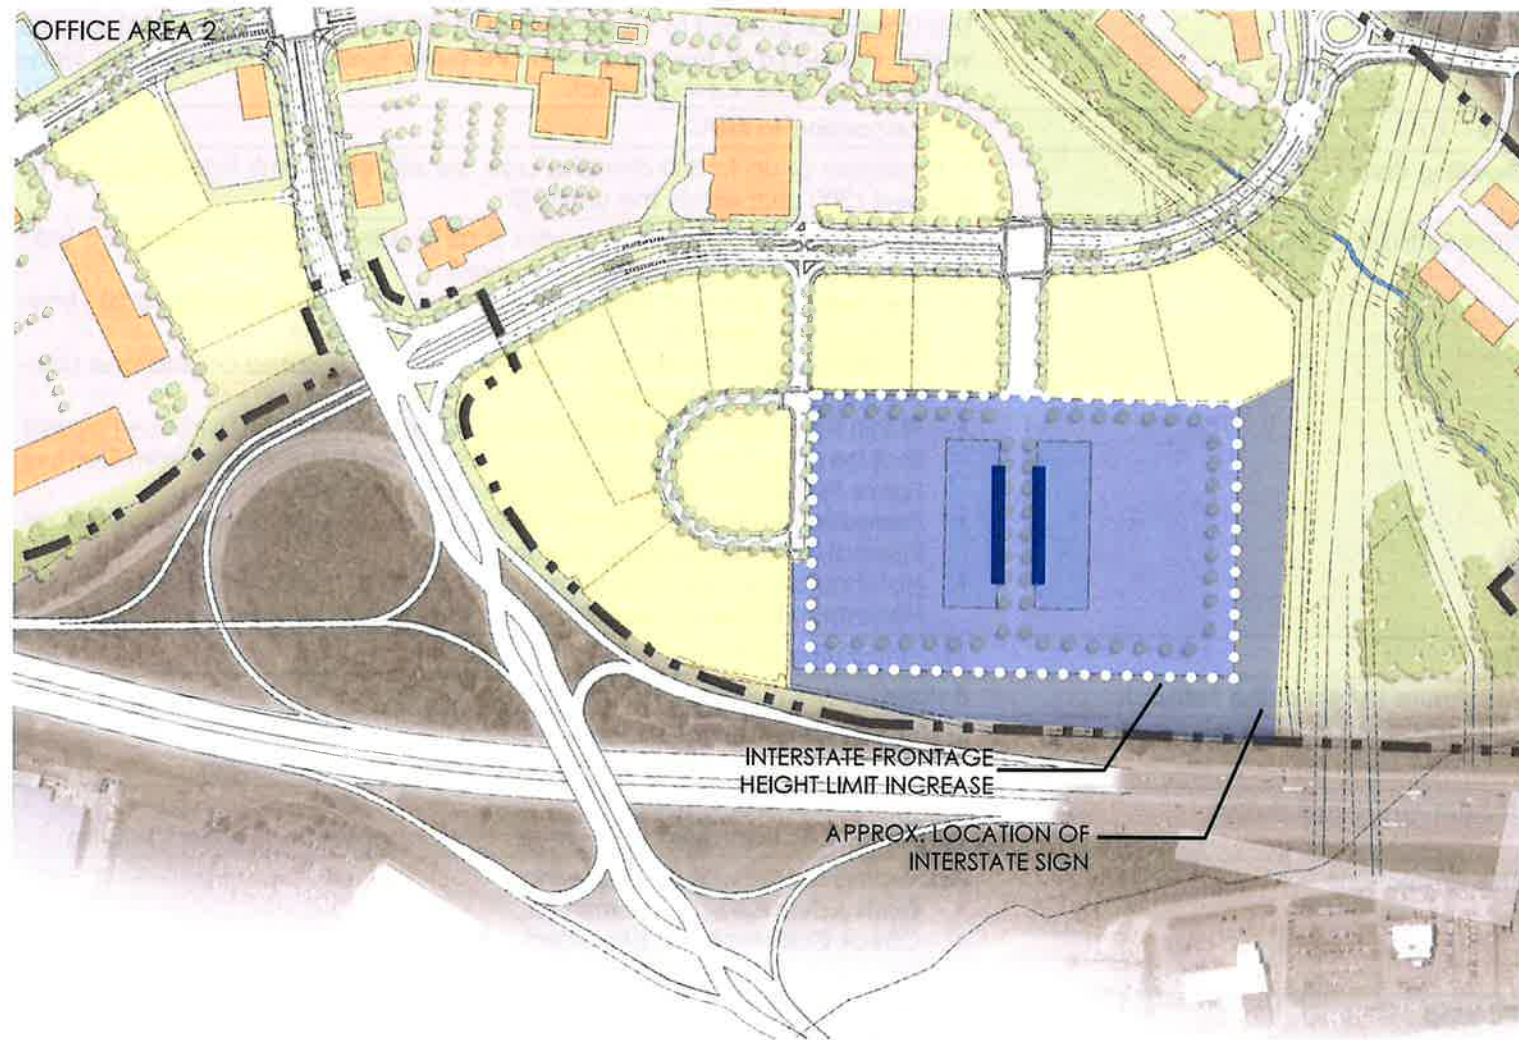 OFFICE AREA 2
INTERSTATE FRONTAGE
HEIGHT LIMIT INCREASE
APPROX. LOCATION OF
INTERSTATE SIGN